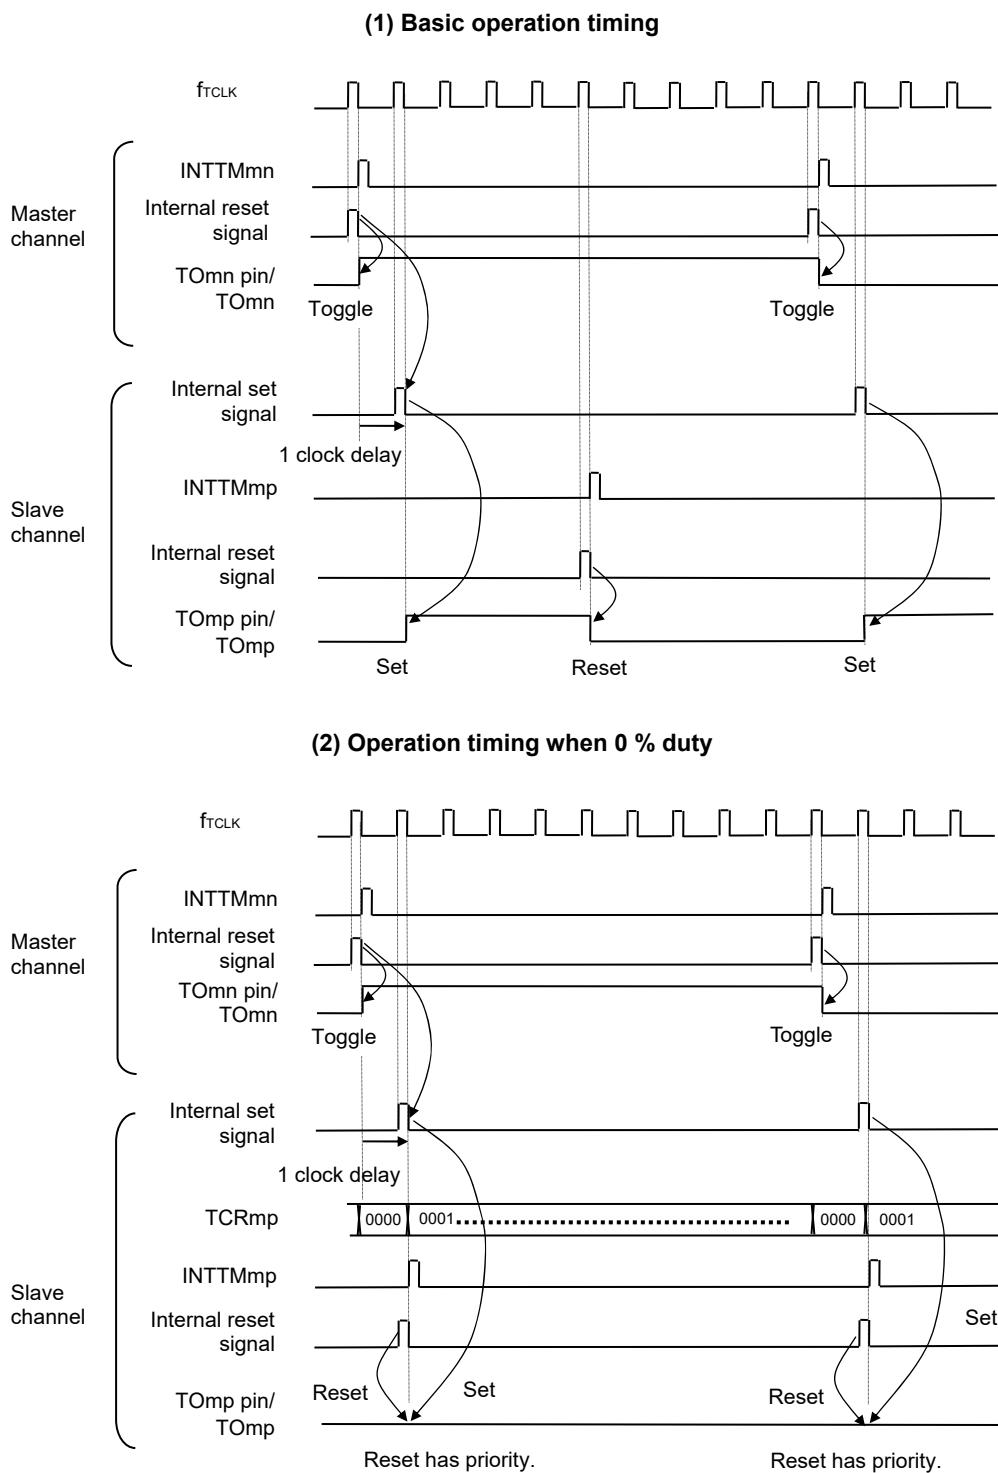 (1) Basic operation timing
fTCLK
INTTMmn
Internal reset
signal
Master
channel
TOmn pin/
TOmn
Toggle
Toggle
Internal set
signal
1 clock delay
INTTMmp
Slave
channel
Internal reset
signal
TOmp pin/
TOmp
Set
Reset
Set
(2) Operation timing when 0 % duty
fTCLK
INTTMmn
Internal reset
signal
Master
channel
TOmn pin/
TOmn
Toggle
Toggle
Internal set
signal
1 clock delay
TCRmp
0000
0001
0000
0001
INTTMmp
Slave
channel
Internal reset
signal
Set
Reset
Set
Reset
TOmp pin/
TOmp
Reset has priority.
Reset has priority.